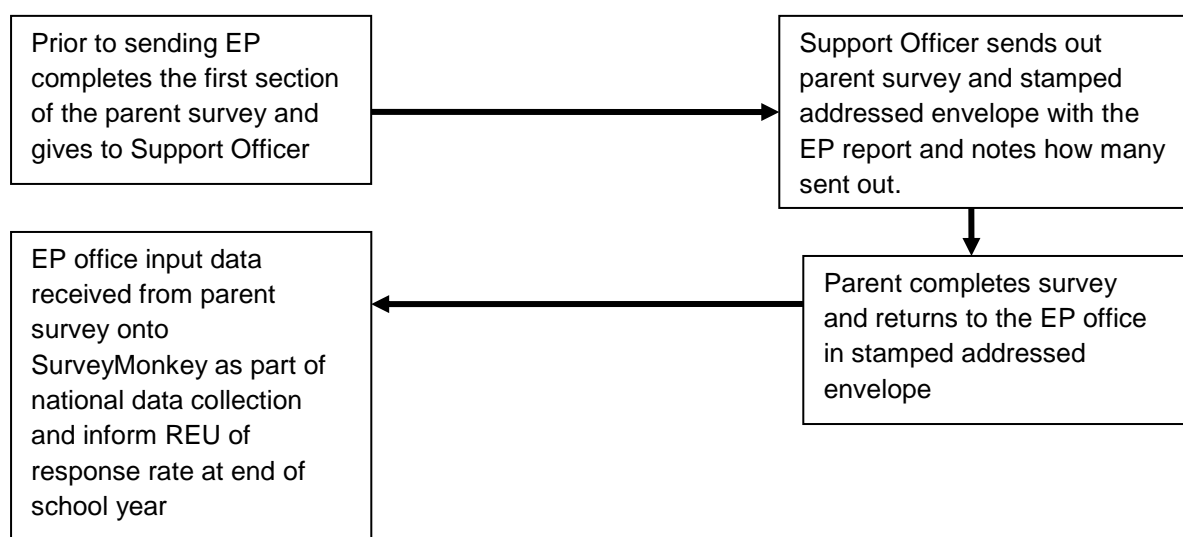 Prior to sending EP
completes the first section
of the parent survey and
gives to Support Officer
Support Officer sends out
parent survey and stamped
addressed envelope with the
EP report and notes how many
sent out.
Parent completes survey
and returns to the EP office
in stamped addressed
envelope
EP office input data
received from parent
survey onto
SurveyMonkey as part of
national data collection
and inform REU of
response rate at end of
school year